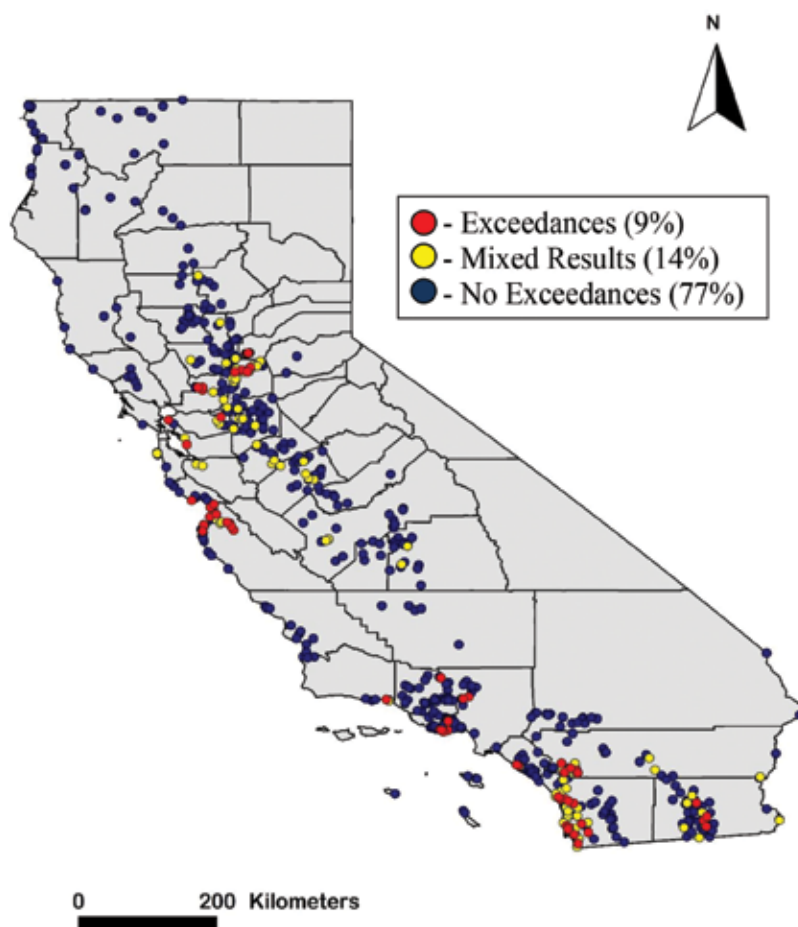 N
- Exceedances (9%)
- Mixed Results (14%)
- No Exceedances (77%)
0 200 Kilometers